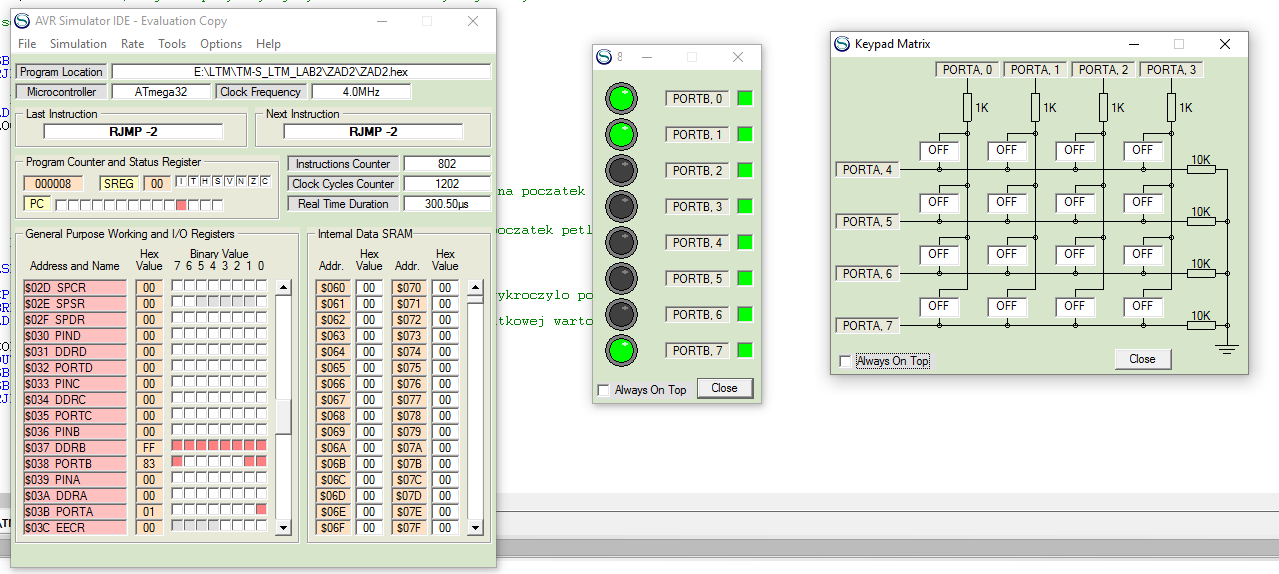 AVR Simulator IDE - Evaluation Copy
File Simulation Rate Tools Options Help
Program Location E:\LTM\TM-S_LTM_LAB2\ZAD2\ZAD2.hex
Microcontroller ATmega32 Clock Frequency 4.0MHz
Last Instruction
RJMP -2
Next Instruction
RJMP -2
Program Counter and Status Register
000008 SREG 00 I T H S V N Z C
PC
Instructions Counter 802
Clock Cycles Counter 1202
Real Time Duration 300.50µs
General Purpose Working and I/O Registers
Hex Binary Value
Address and Name Value 7 6 5 4 3 2 1 0
$02D SPCR 00
$02E SPSR 00
$02F SPDR 00
$030 PIND 00
$031 DDRD 00
$032 PORTD 00
$033 PINC 00
$034 DDRC 00
$035 PORTC 00
$036 PINB 00
$037 DDRB FF
$038 PORTB 83
$039 PINA 00
$03A DDRA 00
$03B PORTA 01
$03C EECR 00
Internal Data SRAM
Hex Hex
Addr. Value Addr. Value
$060 00 $070 00
$061 00 $071 00
$062 00 $072 00
$063 00 $073 00
$064 00 $074 00
$065 00 $075 00
$066 00 $076 00
$067 00 $077 00
$068 00 $078 00
$069 00 $079 00
$06A 00 $07A 00
$06B 00 $07B 00
$06C 00 $07C 00
$06D 00 $07D 00
$06E 00 $07E 00
$06F 00 $07F 00
na poczatek
oczatek petl
ykroczylo po
tkowej warto
8
PORTB, 0
PORTB, 1
PORTB, 2
PORTB, 3
PORTB, 4
PORTB, 5
PORTB, 6
PORTB, 7
Always On Top Close
Keypad Matrix
PORTA, 0 PORTA, 1 PORTA, 2 PORTA, 3
1K 1K 1K 1K
OFF OFF OFF OFF
PORTA, 4 10K
OFF OFF OFF OFF
PORTA, 5 10K
OFF OFF OFF OFF
PORTA, 6 10K
OFF OFF OFF OFF
PORTA, 7 10K
Always On Top Close